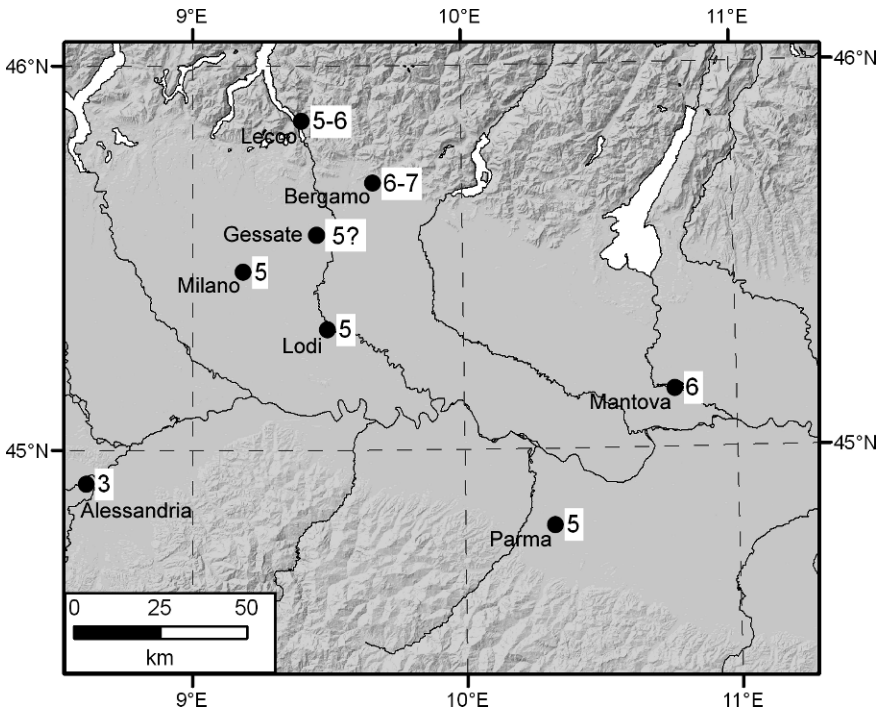 9°E 10°E 11°E
46°N 46°N
5-6
Lecco
6-7
Bergamo
Gessate 5?
5
Milano
5
Lodi
6
Mantova
45°N 45°N
3
Alessandria
5
Parma
0 25 50
km
9°E 10°E 11°E